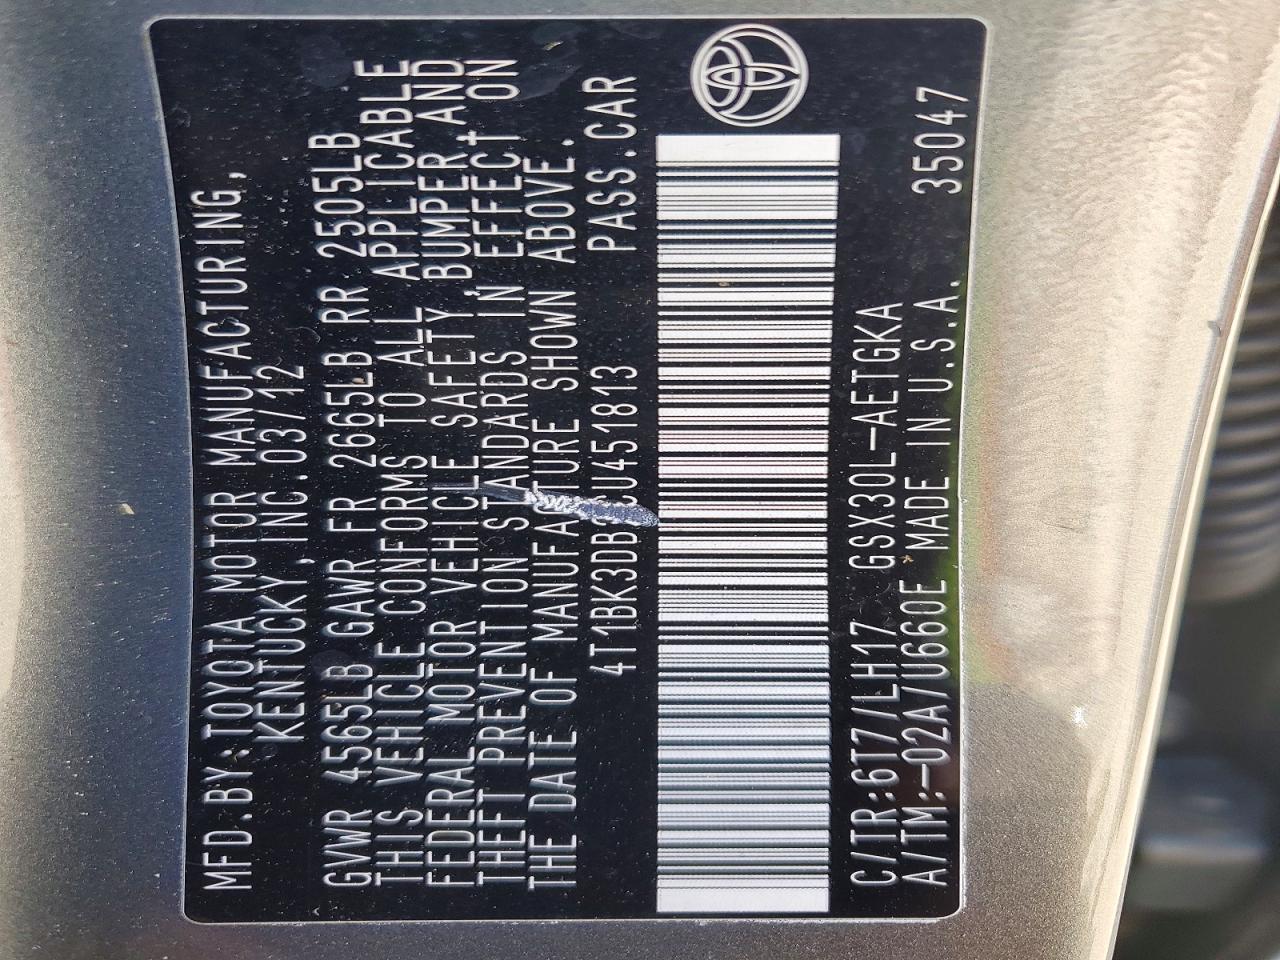 MFD.BY:TOYOTA MOTOR MANUFACTURING,
KENTUCKY,INC.03/12
GVWR 4565LB GAWR FR 2665LB RR 2505LB
THIS VEHICLE CONFORMS TO ALL APPLICABLE
FEDERAL MOTOR VEHICLE SAFETY, BUMPER AND
THEFT PREVENTION STANDARDS IN EFFECT ON
THE DATE OF MANUFACTURE SHOWN ABOVE.
PASS.CAR
C/TR:6T7/LH17 GSX30L-AETGKA
A/TM:-02A/U660E *MADE IN U.S.A. 35047